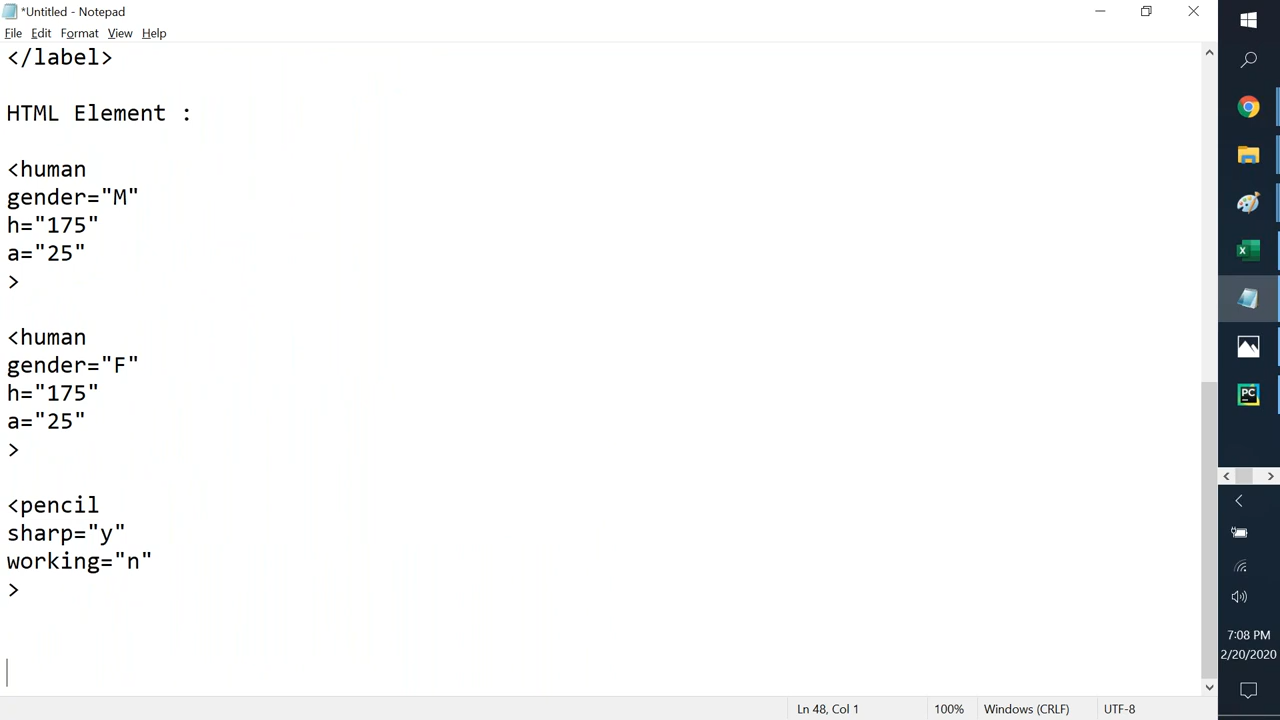 *Untitled - Notepad
File Edit Format View Help
</label>
HTML Element :
<human
gender="M"
h="175"
a="25"
>
<human
gender="F"
h="175"
a="25"
>
<pencil
sharp="y"
working="n"
>
PC
7:08 PM
2/20/2020
Ln 48, Col 1 100% Windows (CRLF) UTF-8